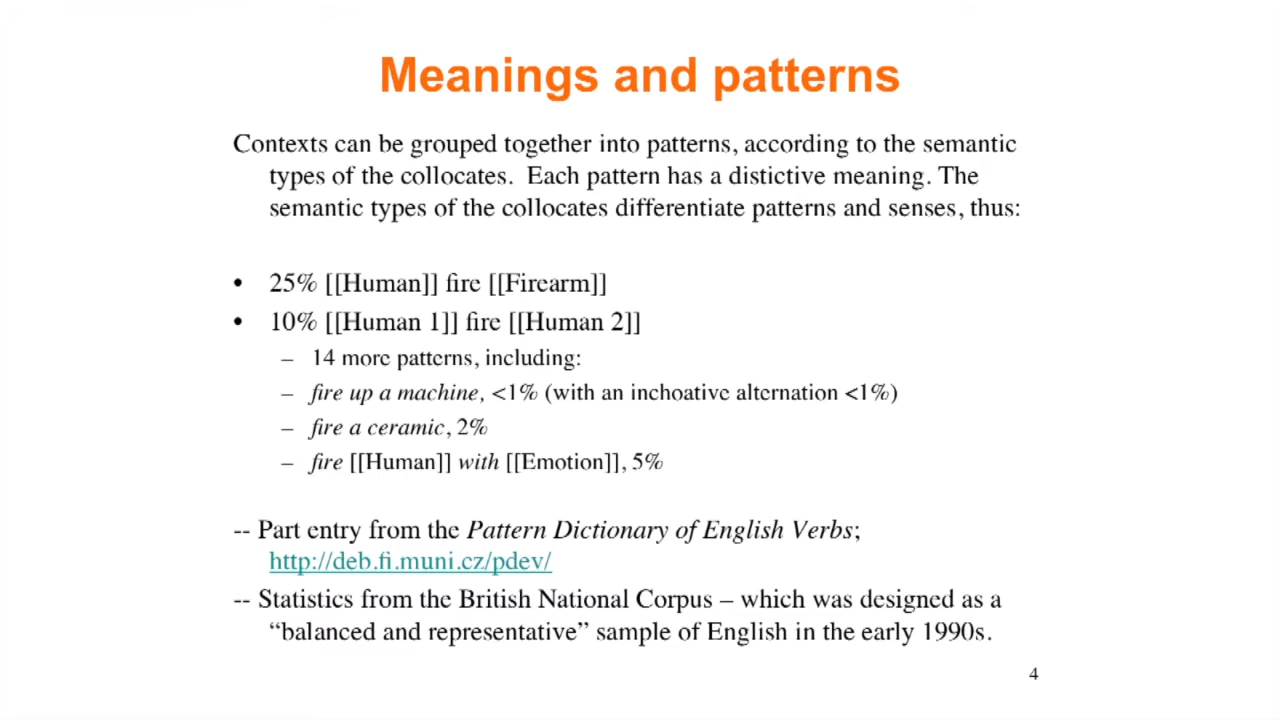 Meanings and patterns
Contexts can be grouped together into patterns, according to the semantic
types of the collocates. Each pattern has a distictive meaning. The
semantic types of the collocates differentiate patterns and senses, thus:
• 25% [[Human]] fire [[Firearm]]
• 10% [[Human 1]] fire [[Human 2]]
– 14 more patterns, including:
– fire up a machine, <1% (with an inchoative alternation <1%)
– fire a ceramic, 2%
– fire [[Human]] with [[Emotion]], 5%
-- Part entry from the Pattern Dictionary of English Verbs;
http://deb.fi.muni.cz/pdev/
-- Statistics from the British National Corpus – which was designed as a
“balanced and representative” sample of English in the early 1990s.
4